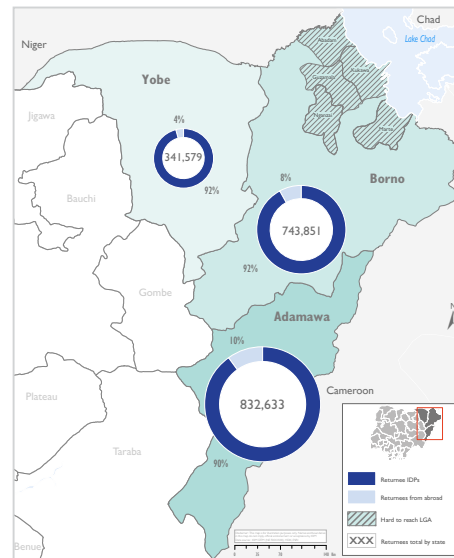 Chad
Niger
Lake Chad
Yobe
Jigawa
4%
341,579
92%
Bauchi
Borno
8%
743,851
92%
Gombe
Adamawa
10%
Cameroon
832,633
Plateau
Taraba
90%
Benue
Returnee IDPs
Returnees from abroad
Hard to reach LGA
XXX Returnees total by state